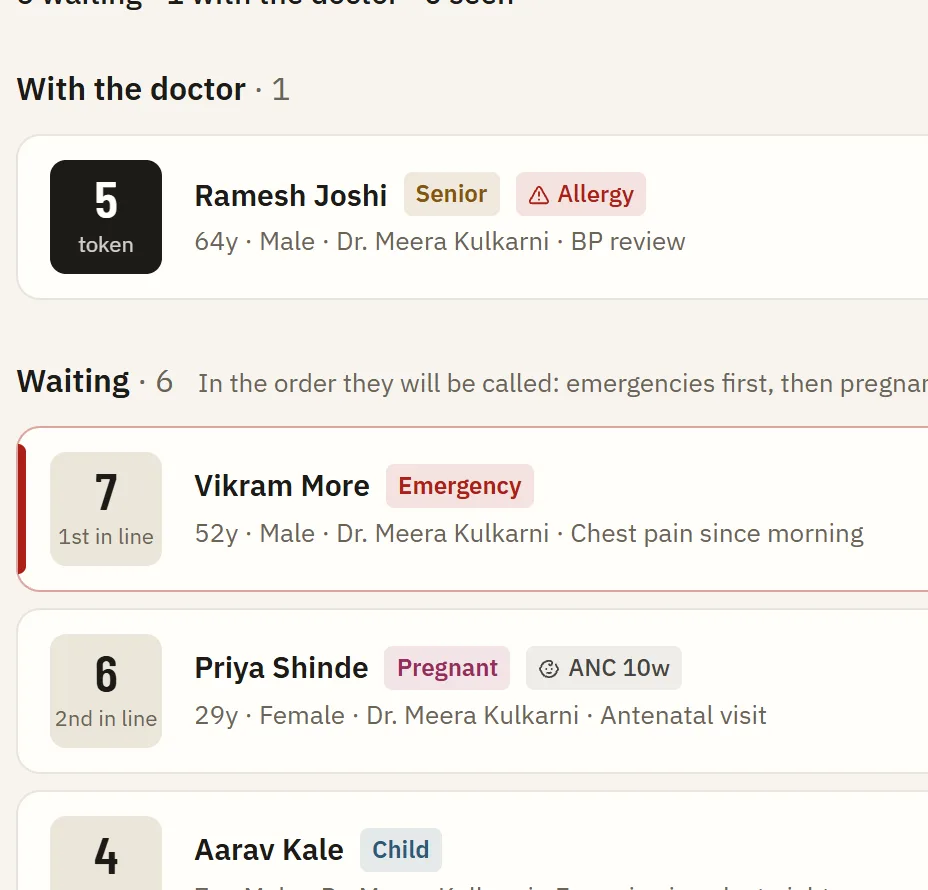 With the doctor · 1
5
token
Ramesh Joshi Senior Allergy
64y · Male · Dr. Meera Kulkarni · BP review
Waiting · 6 In the order they will be called: emergencies first, then
7
1st in line
Vikram More Emergency
52y · Male · Dr. Meera Kulkarni · Chest pain since morning
6
2nd in line
Priya Shinde Pregnant ANC 10w
29y · Female · Dr. Meera Kulkarni · Antenatal visit
4
Aarav Kale Child